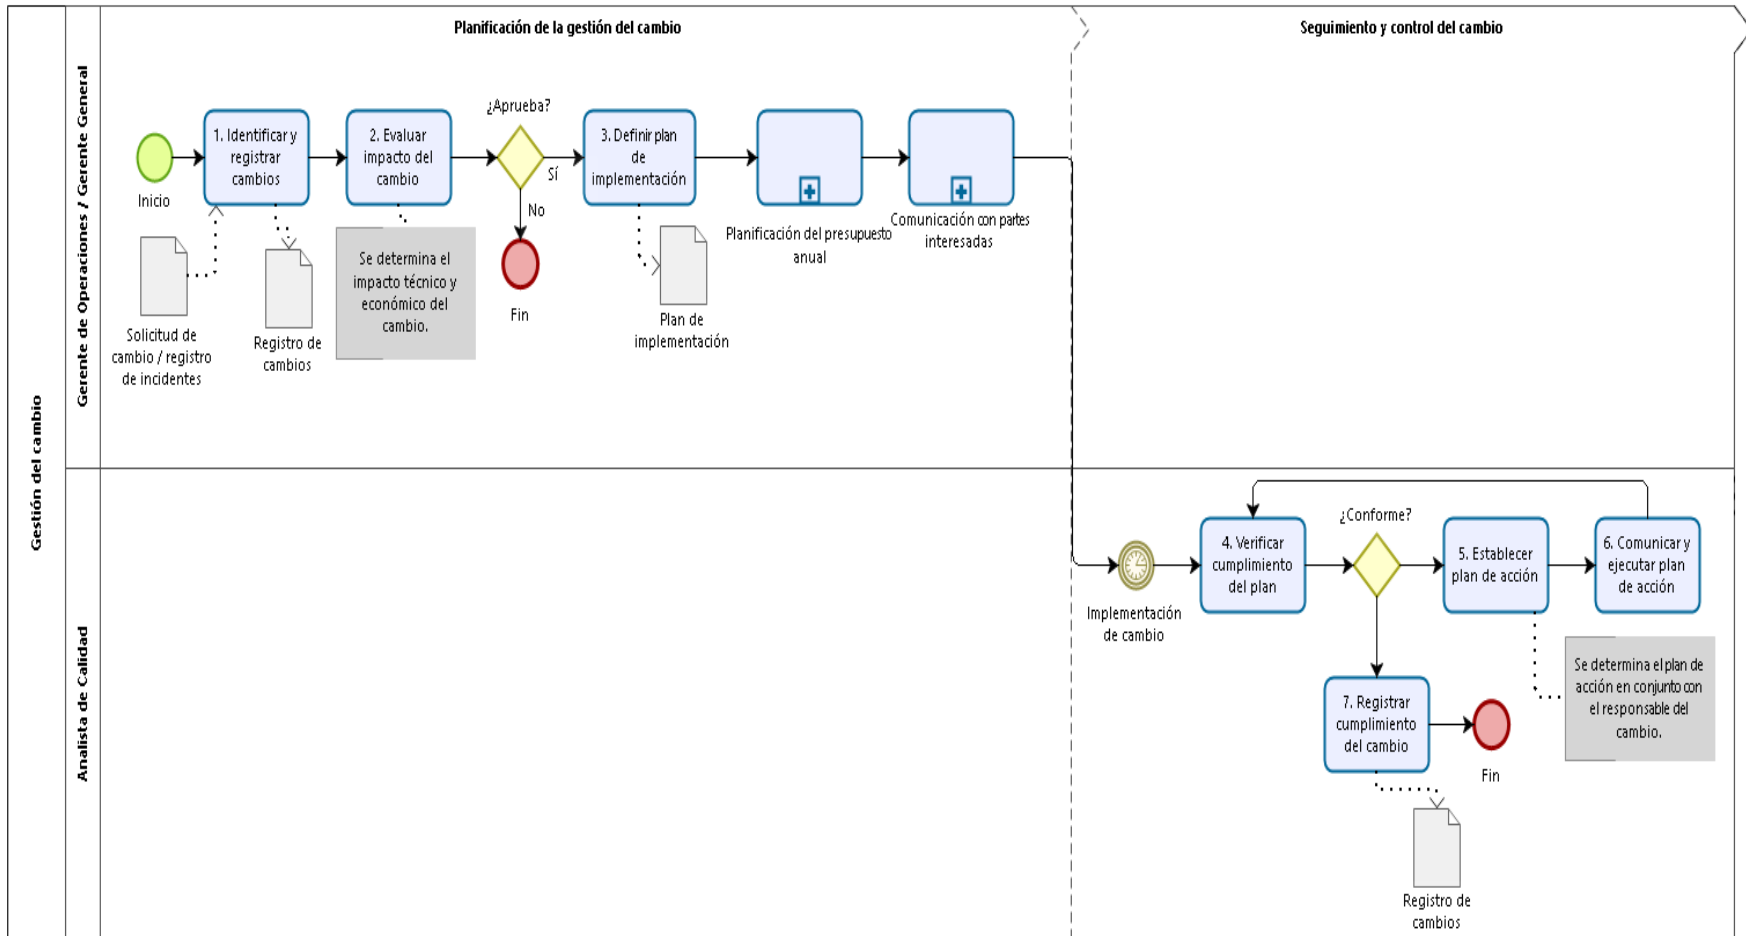 Gestión del cambio
Planificación de la gestión del cambio
Seguimiento y control del cambio
Gerente de Operaciones / Gerente General
Inicio
1. Identificar y
registrar
cambios
2. Evaluar
impacto del
cambio
¿Aprueba?
Sí
No
Fin
3. Definir plan
de
implementación
Planificación del presupuesto
anual
Comunicación con partes
interesadas
Solicitud de
cambio / registro
de incidentes
Registro de
cambios
Se determina el
impacto técnico y
económico del
cambio.
Plan de
implementación
Analista de Calidad
Implementación
de cambio
4. Verificar
cumplimiento
del plan
¿Conforme?
5. Establecer
plan de acción
6. Comunicar y
ejecutar plan
de acción
Se determina el plan de
acción en conjunto con
el responsable del
cambio.
7. Registrar
cumplimiento
del cambio
Fin
Registro de
cambios